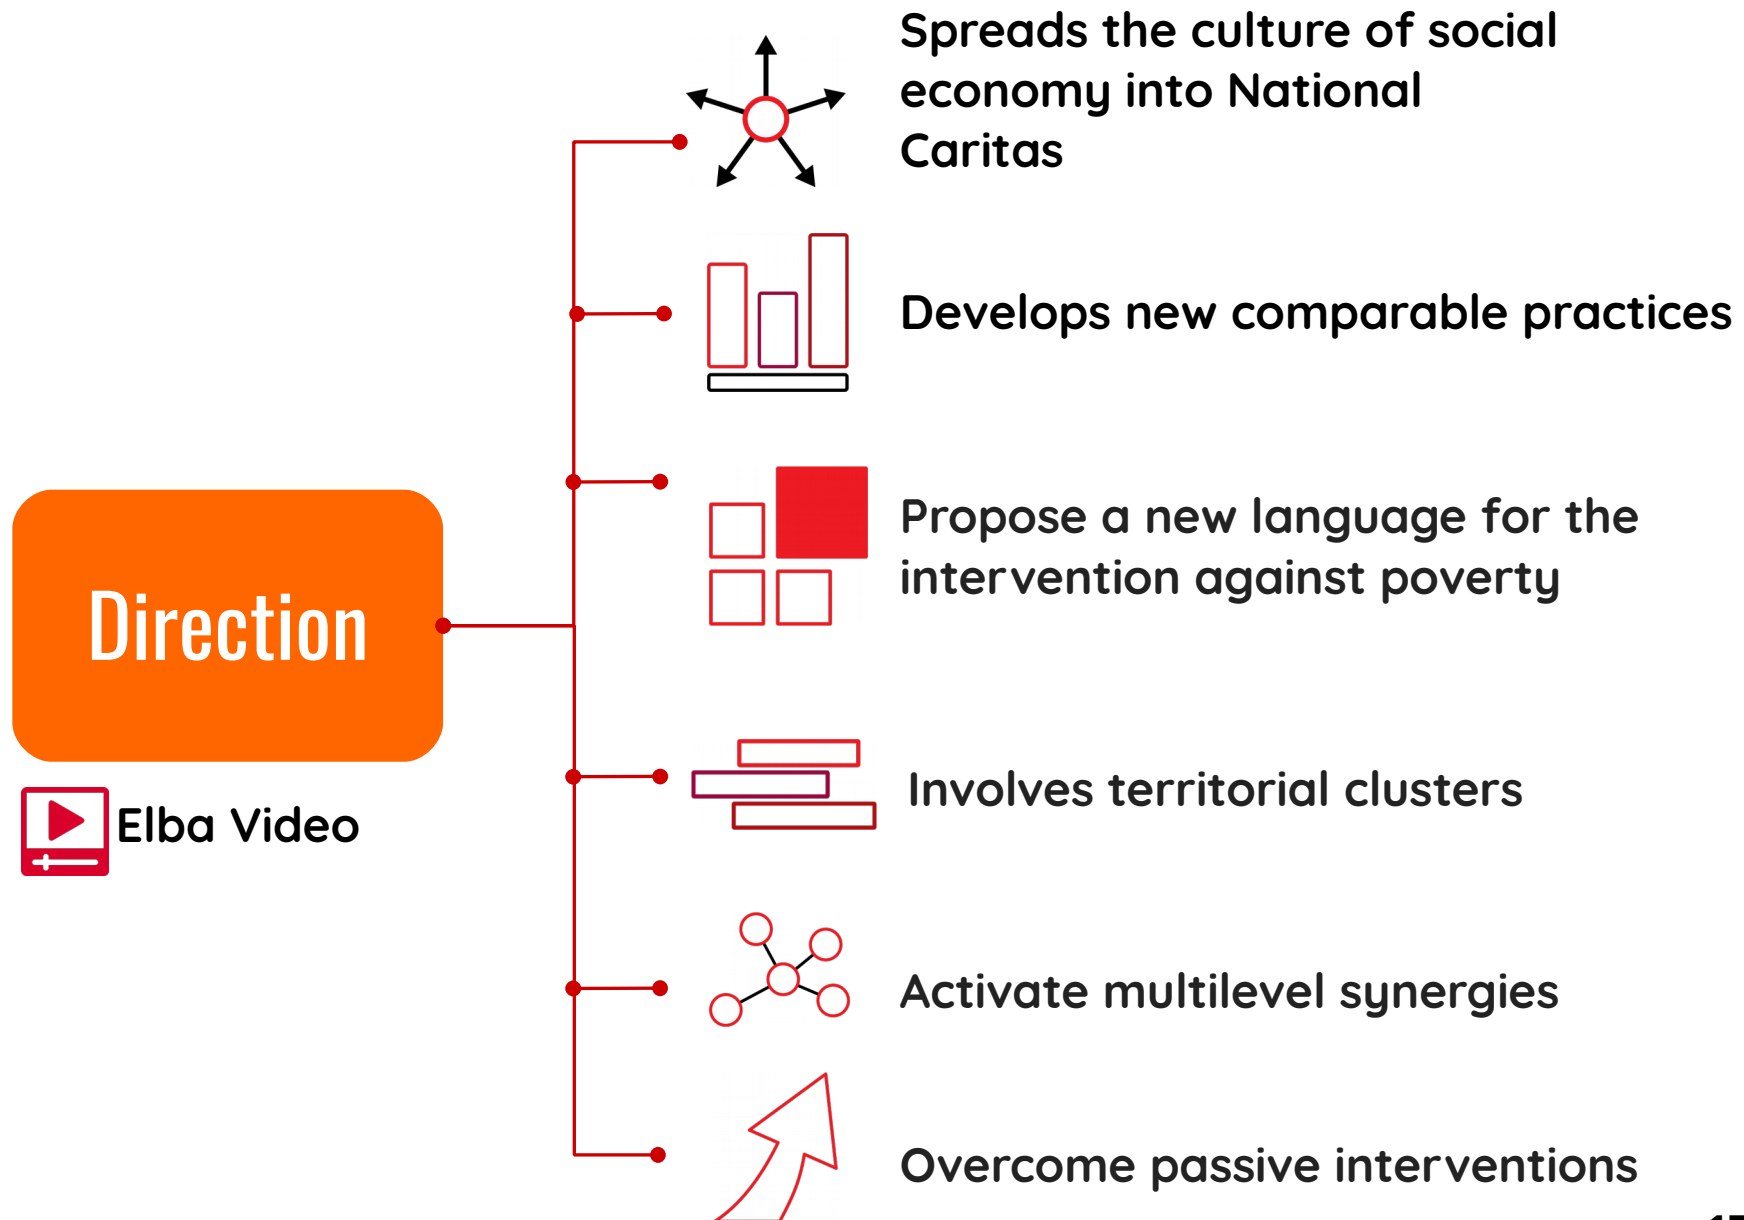 Spreads the culture of social
economy into National
Caritas
Develops new comparable practices
Propose a new language for the
intervention against poverty
Direction
Involves territorial clusters
Elba Video
Activate multilevel synergies
Overcome passive interventions